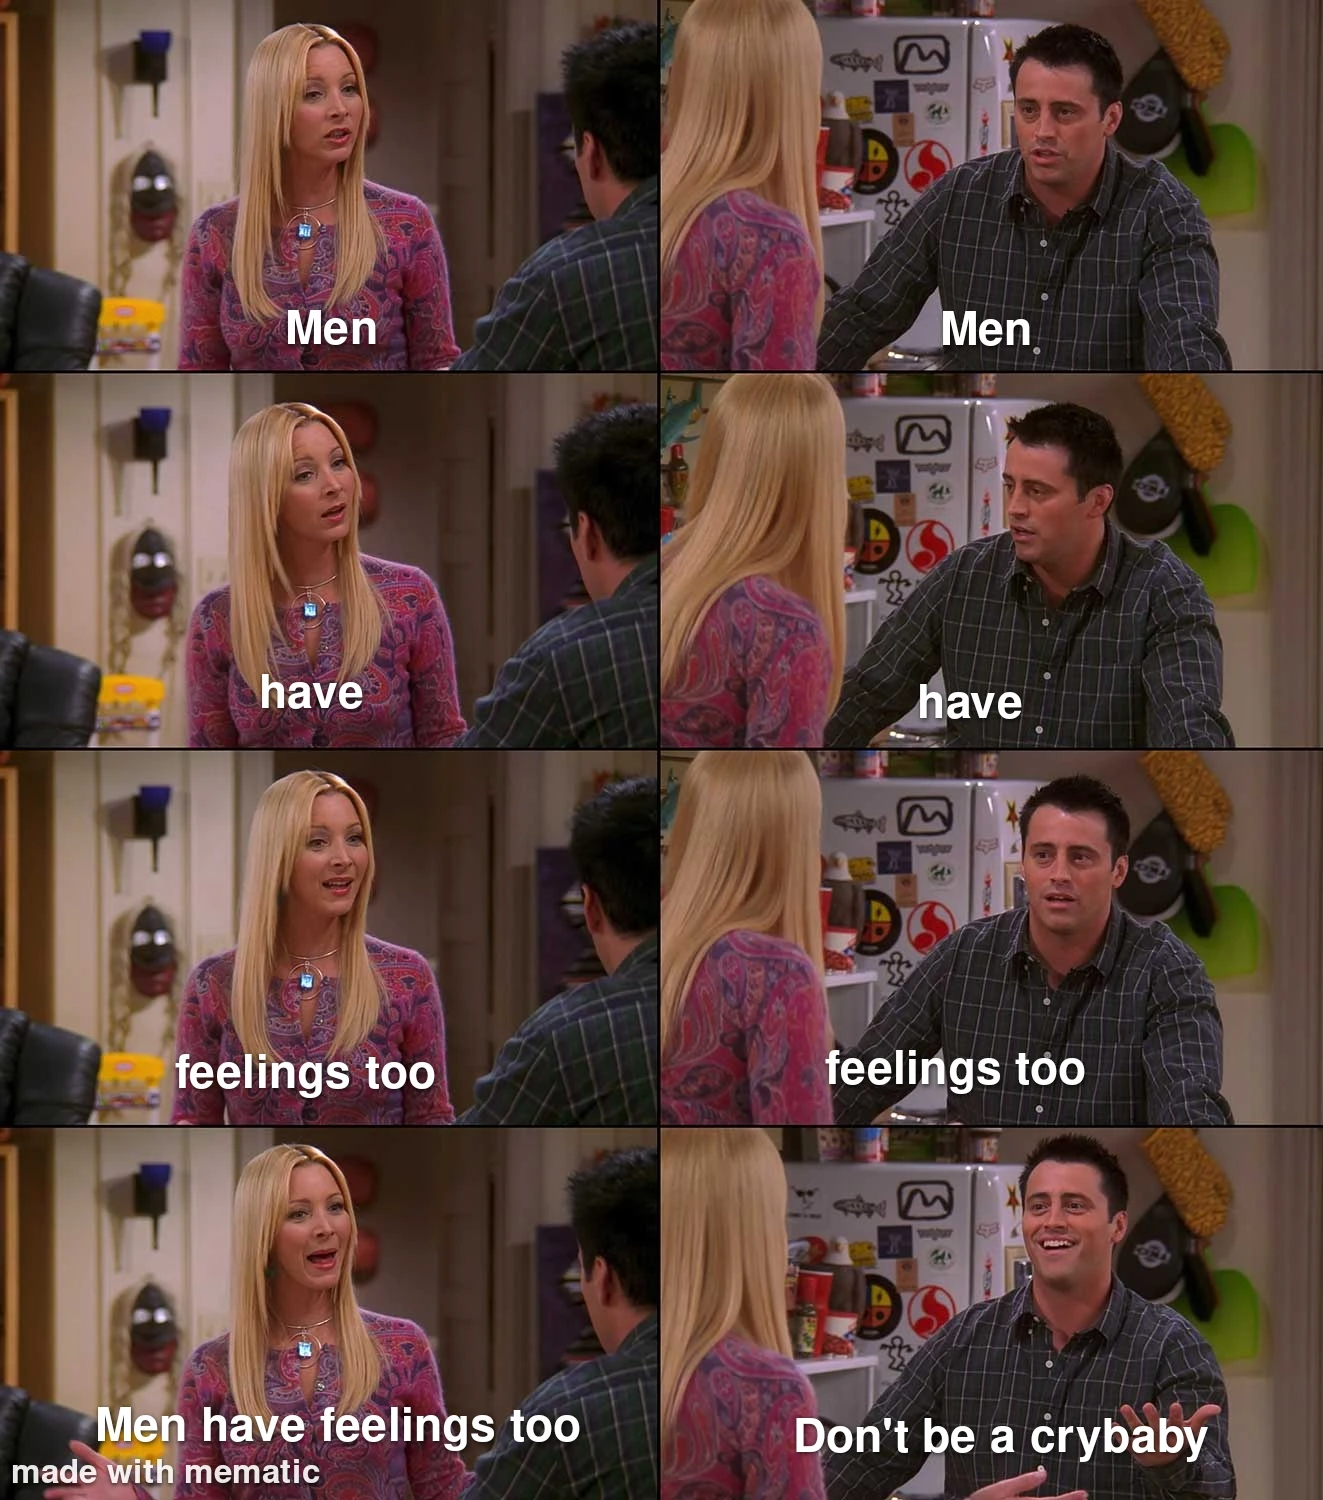 Men
Men
have
have
feelings too
feelings too
Men have feelings too
Don't be a crybaby
made with mematic